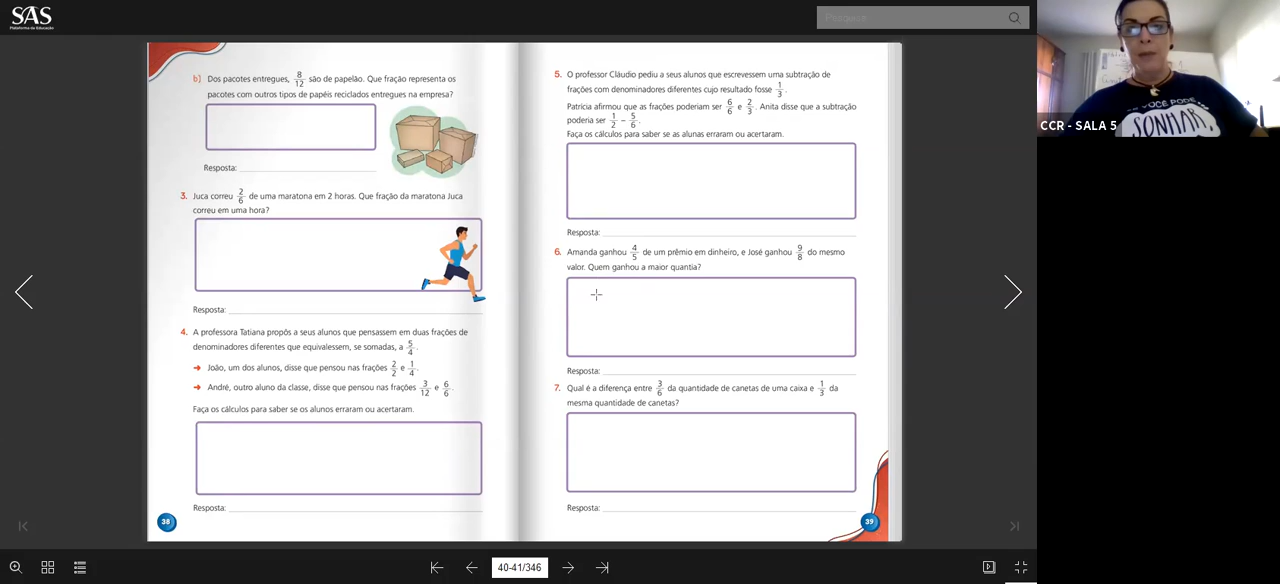 SAS
Plataforma da Educação
Pesquise
b) Dos pacotes entregues, 8/12 são de papelão. Que fração representa os
pacotes com outros tipos de papéis reciclados entregues na empresa?
Resposta:
3. Juca correu 2/6 de uma maratona em 2 horas. Que fração da maratona Juca
correu em uma hora?
Resposta:
4. A professora Tatiana propôs a seus alunos que pensassem em duas frações de
denominadores diferentes que equivalessem, se somadas, a 5/4.
➜ João, um dos alunos, disse que pensou nas frações 2/2 e 1/4.
➜ André, outro aluno da classe, disse que pensou nas frações 3/12 e 6/6.
Faça os cálculos para saber se os alunos erraram ou acertaram.
Resposta:
38
5. O professor Cláudio pediu a seus alunos que escrevessem uma subtração de
frações com denominadores diferentes cujo resultado fosse 1/3.
Patrícia afirmou que as frações poderiam ser 6/6 e 2/3. Anita disse que a subtração
poderia ser 1/2 – 5/6.
Faça os cálculos para saber se as alunas erraram ou acertaram.
Resposta:
6. Amanda ganhou 4/5 de um prêmio em dinheiro, e José ganhou 9/8 do mesmo
valor. Quem ganhou a maior quantia?
Resposta:
7. Qual é a diferença entre 3/6 da quantidade de canetas de uma caixa e 1/3 da
mesma quantidade de canetas?
Resposta:
39
40-41/346
VOCÊ PODE
SONHAR,
CCR - SALA 5